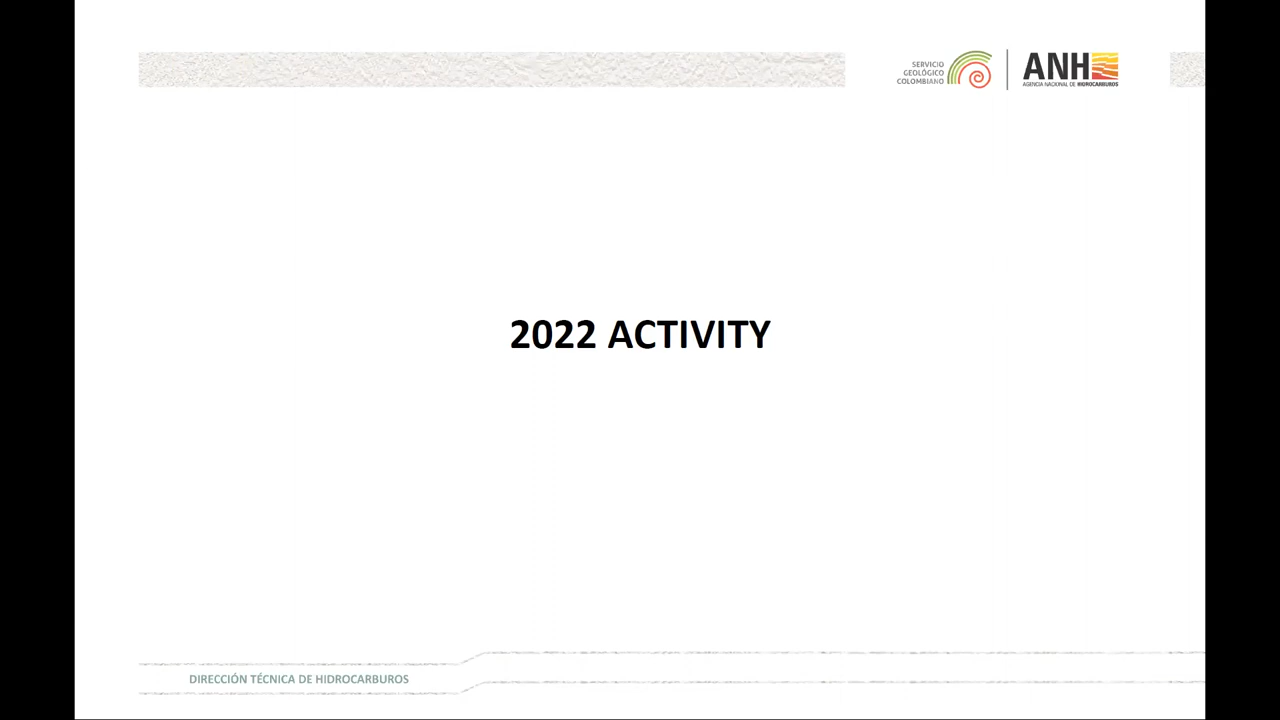 SERVICIO
GEOLÓGICO
COLOMBIANO
ANH
AGENCIA NACIONAL DE HIDROCARBUROS
2022 ACTIVITY
DIRECCIÓN TÉCNICA DE HIDROCARBUROS